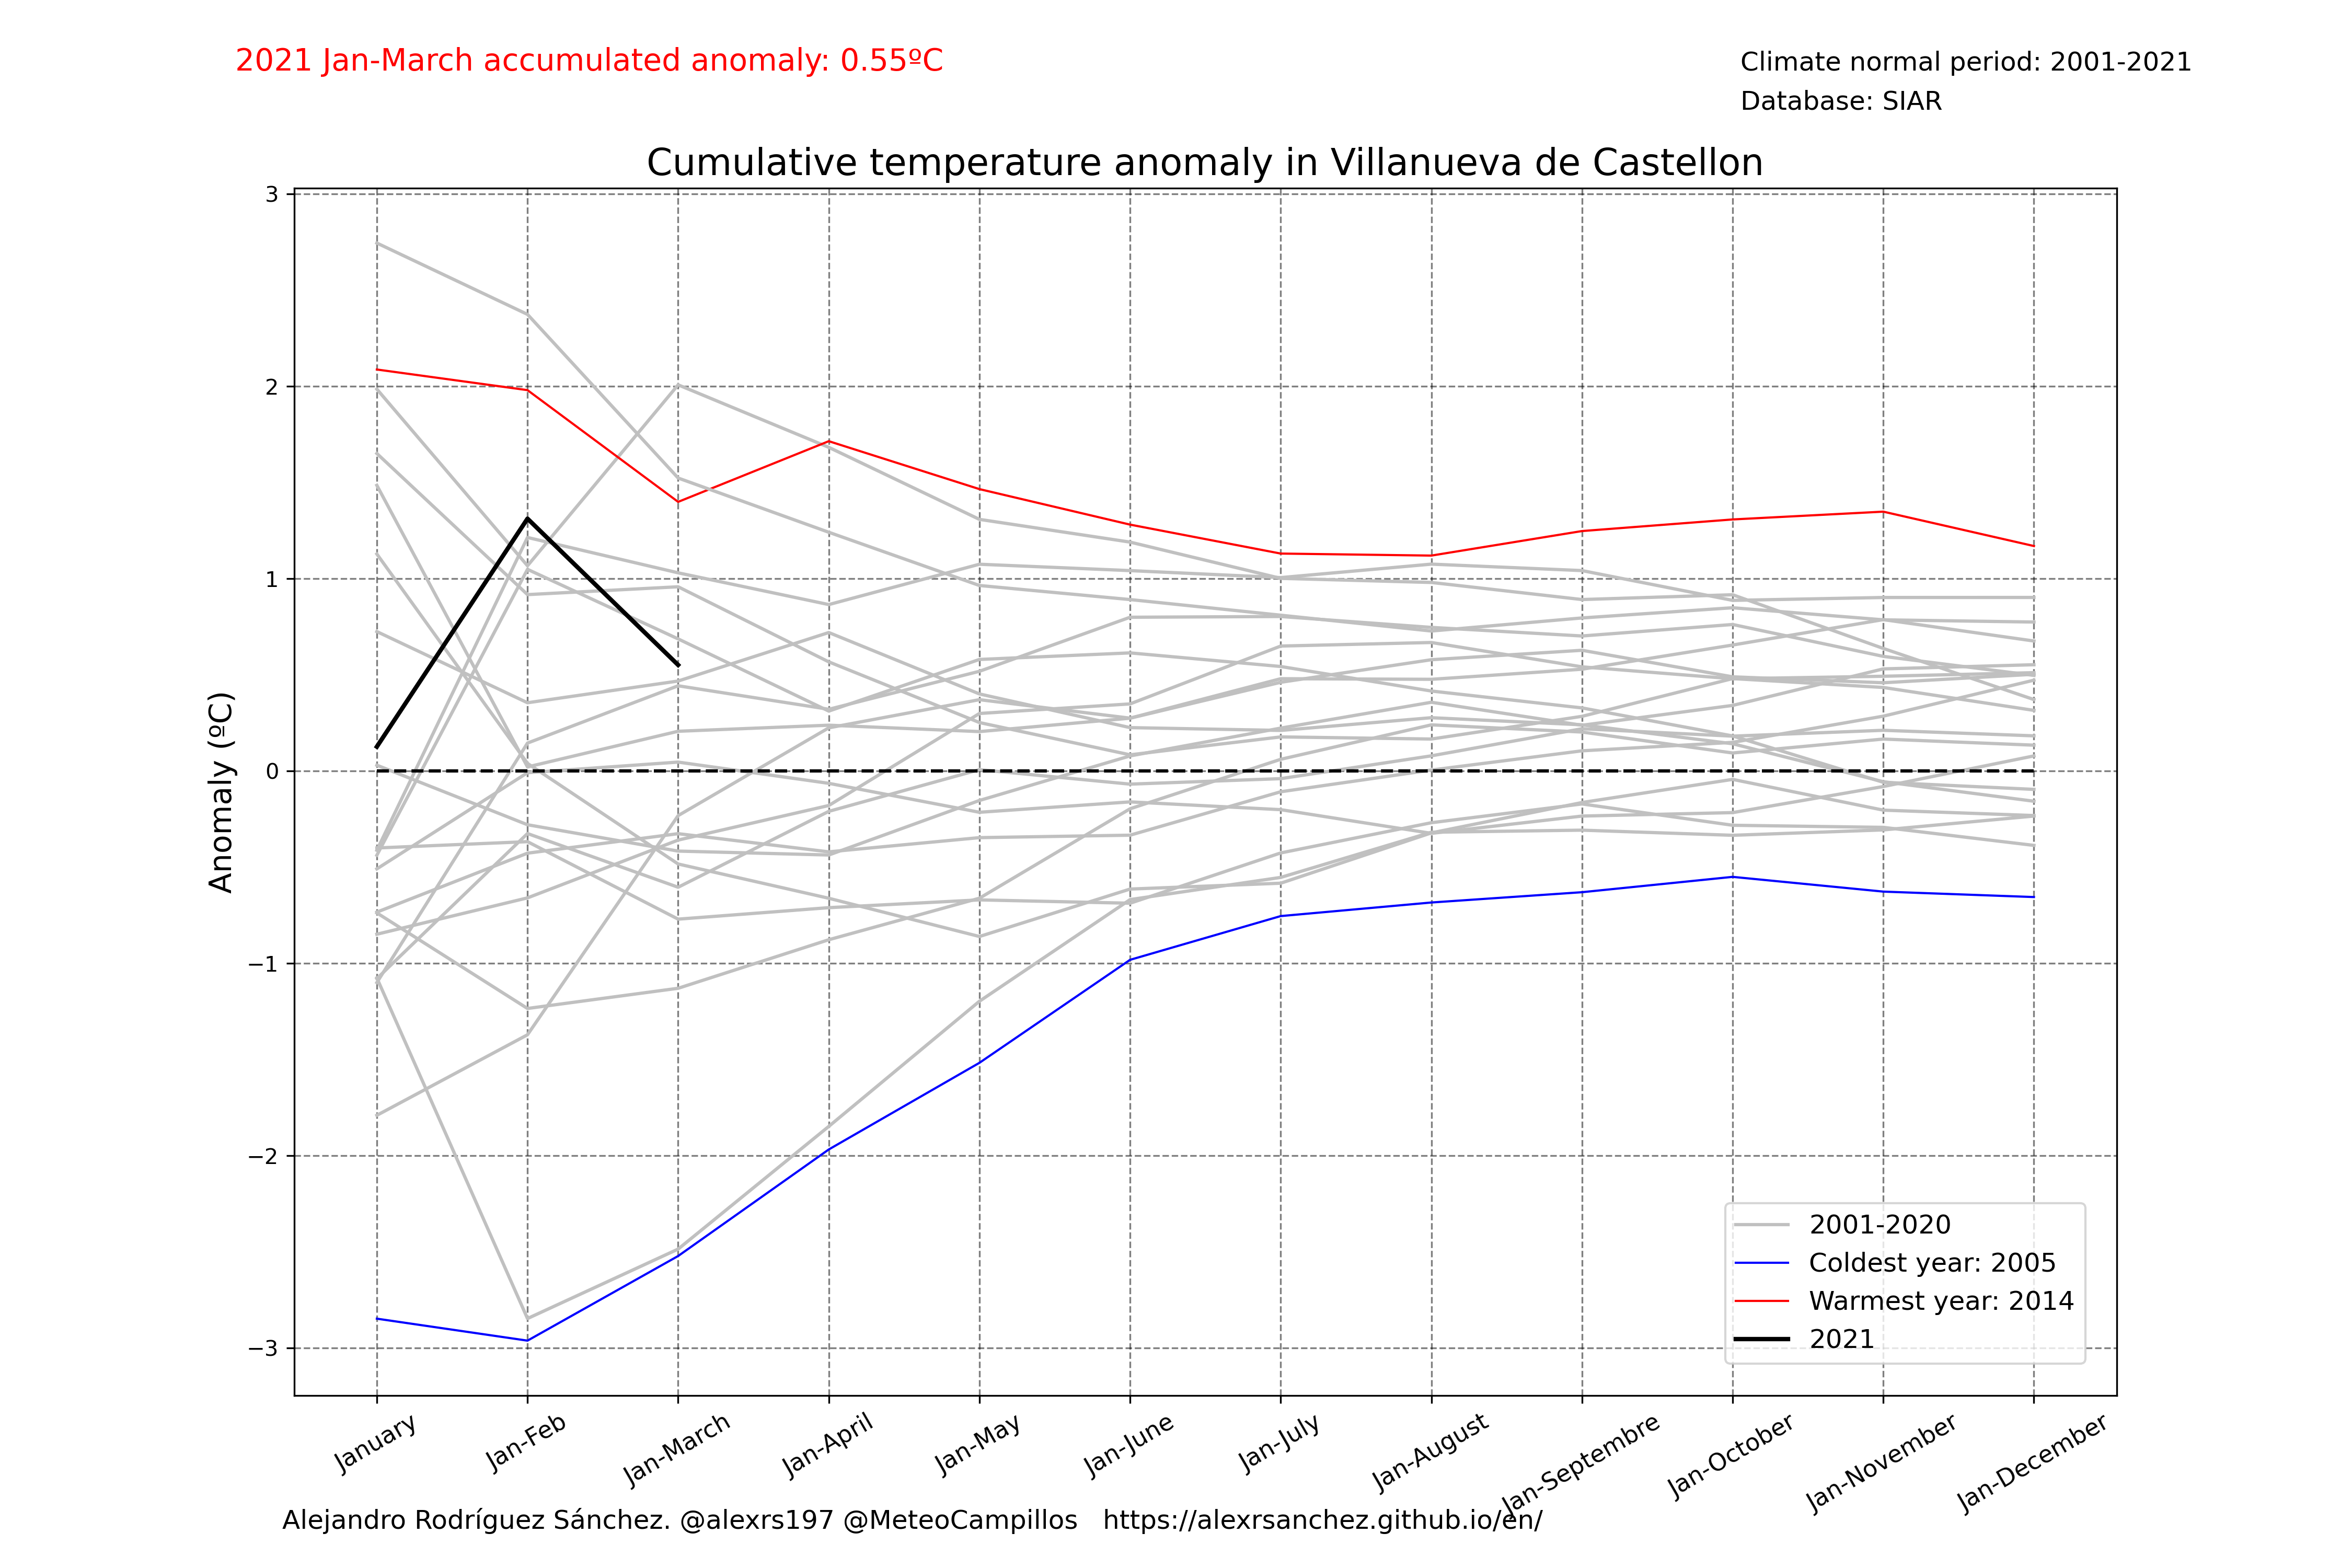 2021 Jan-March accumulated anomaly: 0.55ºC
Climate normal period: 2001-2021
Database: SIAR
Cumulative temperature anomaly in Villanueva de Castellon
Anomaly (ºC)
3
2
1
0
−1
−2
−3
January
Jan-Feb
Jan-March
Jan-April
Jan-May
Jan-June
Jan-July
Jan-August
Jan-Septembre
Jan-October
Jan-November
Jan-December
2001-2020
Coldest year: 2005
Warmest year: 2014
2021
Alejandro Rodríguez Sánchez. @alexrs197 @MeteoCampillos https://alexrsanchez.github.io/en/